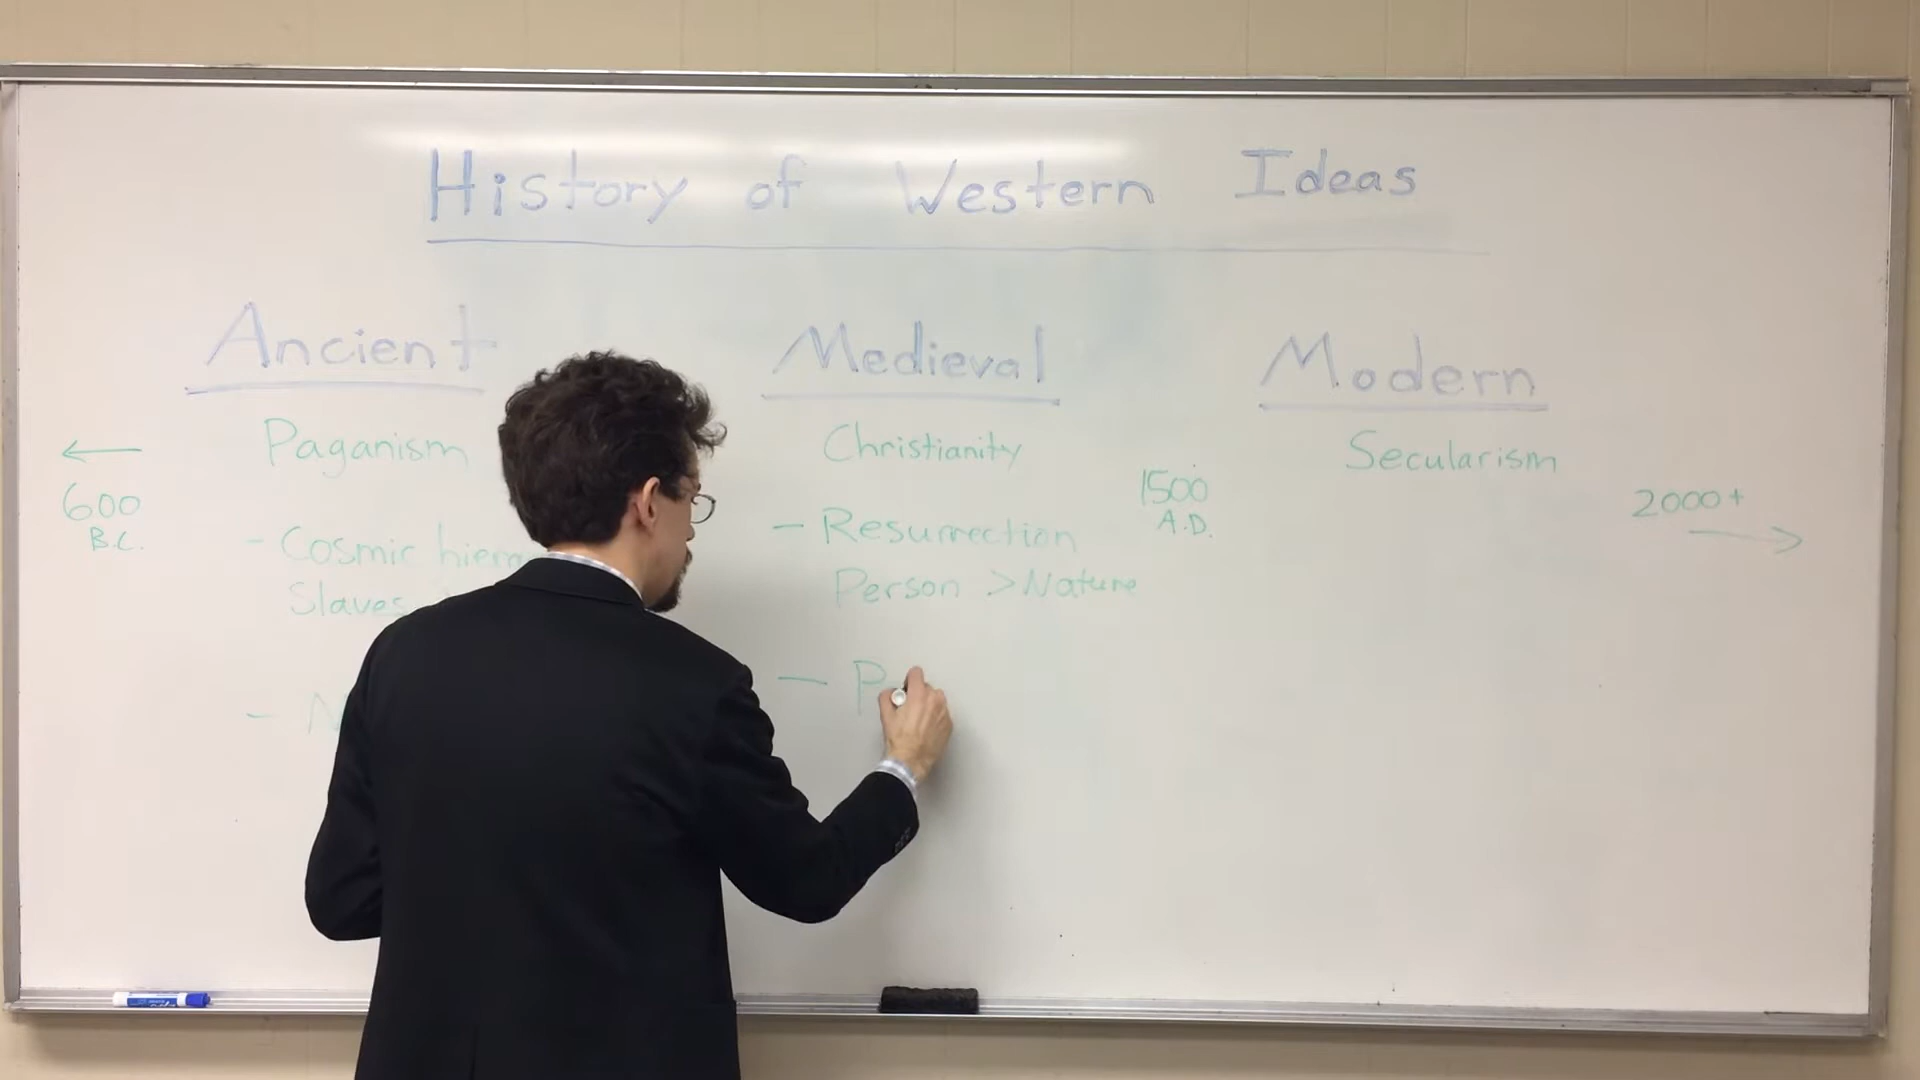 History of Western Ideas
Ancient
Paganism
←
600
B.C.
- Cosmic
Slaves
-
Medieval
Christianity
- Resurrection
Person > Nature
- P
1500
A.D.
Modern
Secularism
2000+
→